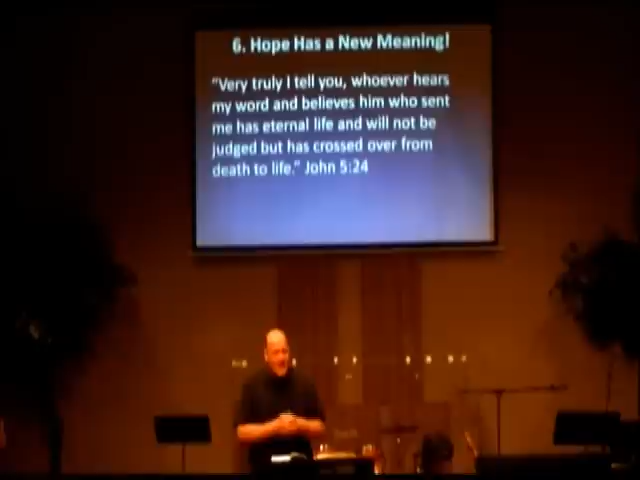 6. Hope Has a New Meaning!
"Very truly I tell you, whoever hears
my word and believes him who sent
me has eternal life and will not be
judged but has crossed over from
death to life." John 5:24